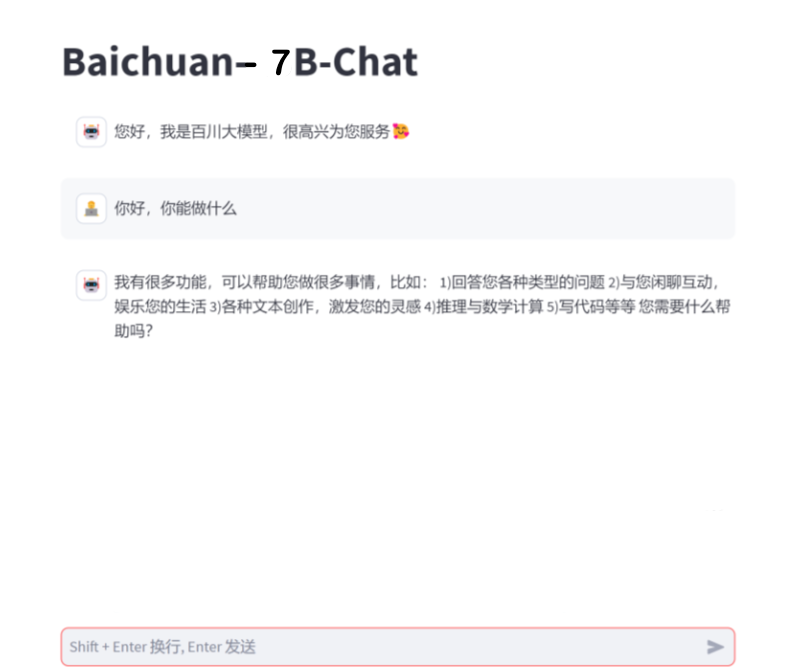 Baichuan- 7B-Chat
您好，我是百川大模型，很高兴为您服务🥰
你好，你能做什么
我有很多功能，可以帮助您做很多事情，比如： 1)回答您各种类型的问题 2)与您闲聊互动，
娱乐您的生活 3)各种文本创作，激发您的灵感 4)推理与数学计算 5)写代码等等 您需要什么帮
助吗？
Shift + Enter 换行, Enter 发送